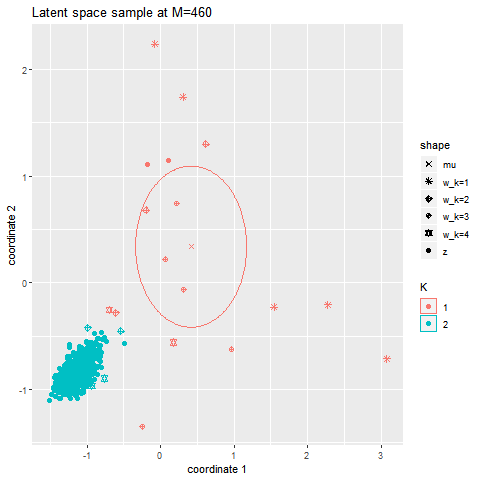 Latent space sample at M=460
coordinate 2
2
1
0
-1
-1
0
1
2
3
coordinate 1
shape
mu
w_k=1
w_k=2
w_k=3
w_k=4
z
K
1
2